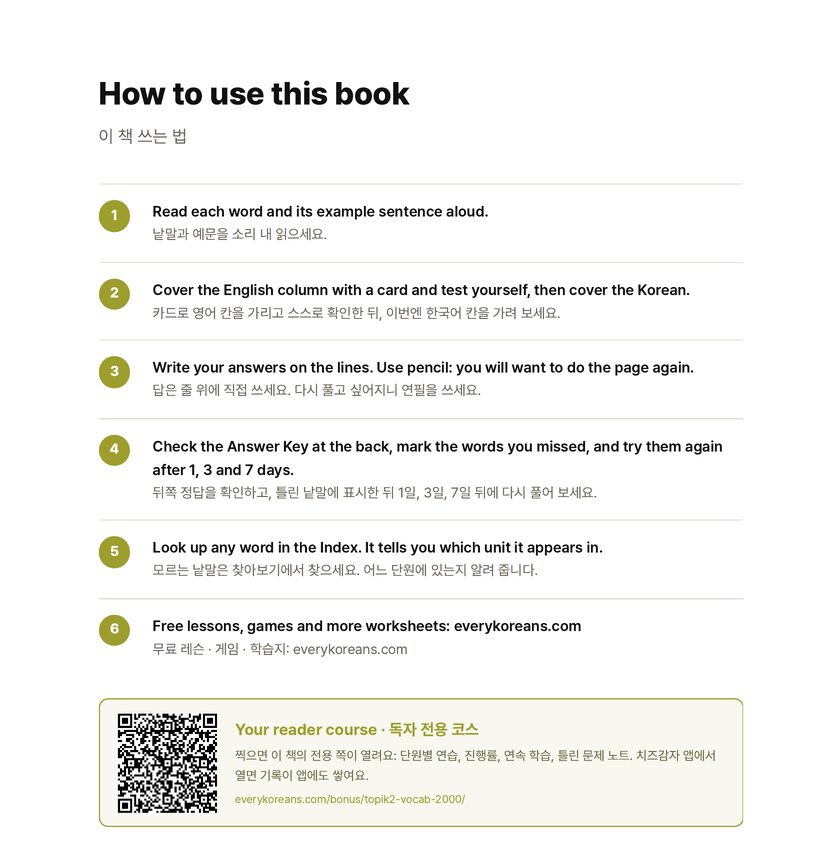 How to use this book
이 책 쓰는 법
1
Read each word and its example sentence aloud.
낱말과 예문을 소리 내 읽으세요.
2
Cover the English column with a card and test yourself, then cover the Korean.
카드로 영어 칸을 가리고 스스로 확인한 뒤, 이번엔 한국어 칸을 가려 보세요.
3
Write your answers on the lines. Use pencil: you will want to do the page again.
답은 줄 위에 직접 쓰세요. 다시 풀고 싶어지니 연필을 쓰세요.
4
Check the Answer Key at the back, mark the words you missed, and try them again
after 1, 3 and 7 days.
뒤쪽 정답을 확인하고, 틀린 낱말에 표시한 뒤 1일, 3일, 7일 뒤에 다시 풀어 보세요.
5
Look up any word in the Index. It tells you which unit it appears in.
모르는 낱말은 찾아보기에서 찾으세요. 어느 단원에 있는지 알려 줍니다.
6
Free lessons, games and more worksheets: everykoreans.com
무료 레슨 · 게임 · 학습지: everykoreans.com
Your reader course · 독자 전용 코스
찍으면 이 책의 전용 쪽이 열려요: 단원별 연습, 진행률, 연속 학습, 틀린 문제 노트. 치즈감자 앱에서
열면 기록이 앱에도 쌓여요.
everykoreans.com/bonus/topik2-vocab-2000/